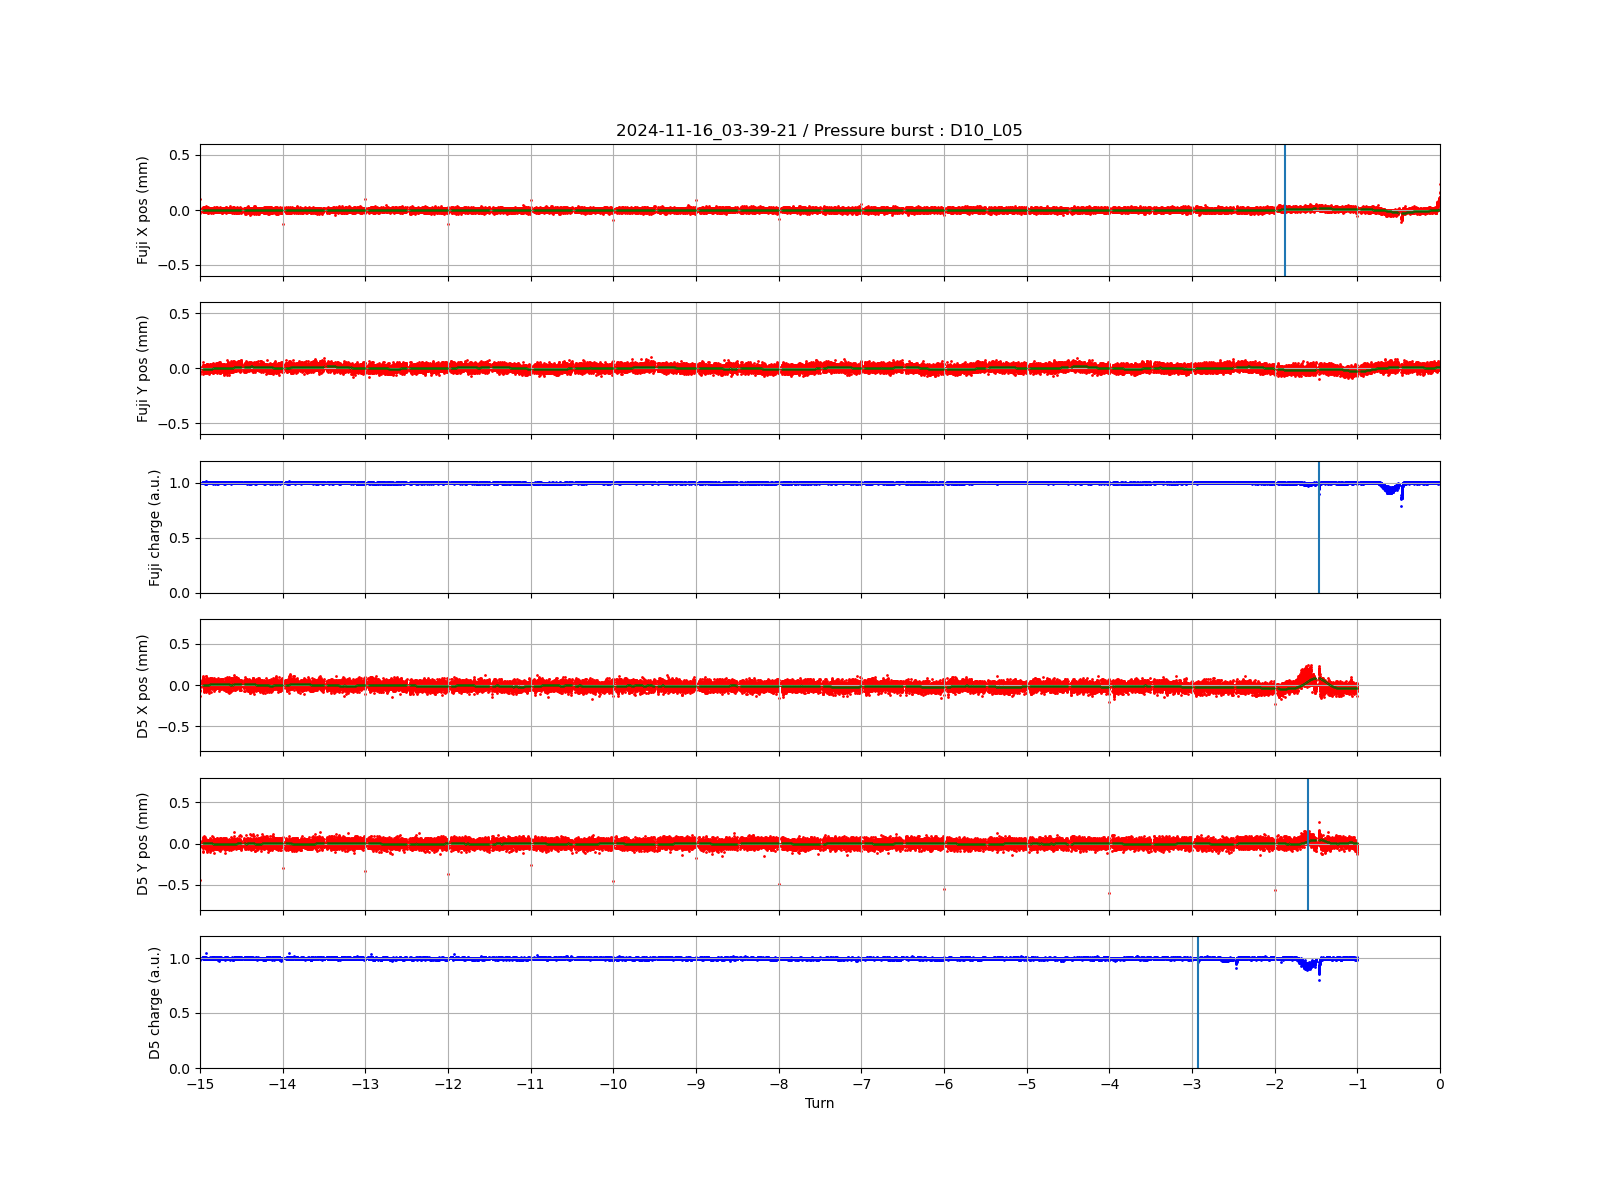 2024-11-16_03-39-21 / Pressure burst : D10_L05
Fuji X pos (mm)
0.5
0.0
−0.5
Fuji Y pos (mm)
0.5
0.0
−0.5
Fuji charge (a.u.)
1.0
0.5
0.0
D5 X pos (mm)
0.5
0.0
−0.5
D5 Y pos (mm)
0.5
0.0
−0.5
D5 charge (a.u.)
1.0
0.5
0.0
−15 −14 −13 −12 −11 −10 −9 −8 −7 −6 −5 −4 −3 −2 −1 0
Turn